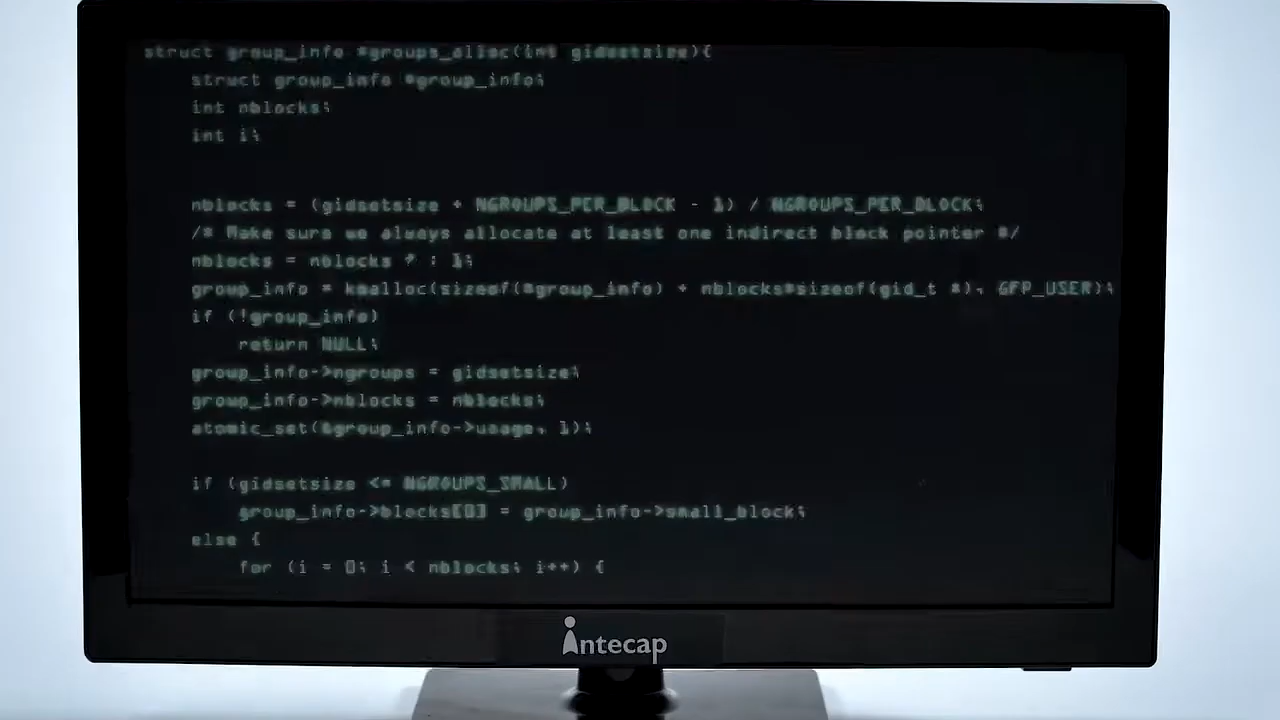 struct group_info *groups_alloc(int gidsetsize){
struct group_info *group_info;
int nblocks;
int i;
nblocks = (gidsetsize + NGROUPS_PER_BLOCK - 1) / NGROUPS_PER_BLOCK;
/* Make sure we always allocate at least one indirect block pointer */
nblocks = nblocks ? : 1;
group_info = kmalloc(sizeof(*group_info) + nblocks*sizeof(gid_t *), GFP_USER);
if (!group_info)
return NULL;
group_info->ngroups = gidsetsize;
group_info->nblocks = nblocks;
atomic_set(&group_info->usage, 1);
if (gidsetsize <= NGROUPS_SMALL)
group_info->blocks[0] = group_info->small_block;
else {
for (i = 0; i < nblocks; i++) {
intecap